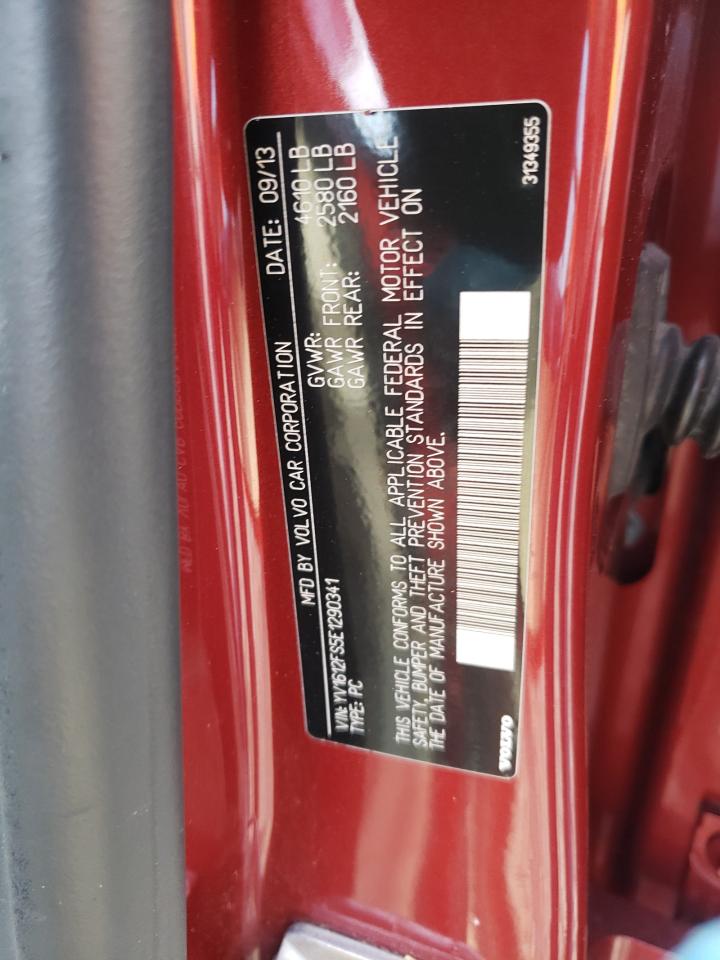 MFD BY VOLVO CAR CORPORATION DATE: 09/13
GVWR: 4610 LB
GAWR FRONT: 2580 LB
GAWR REAR: 2160 LB
VIN: YV1612FS5E1290341
TYPE: PC
THIS VEHICLE CONFORMS TO ALL APPLICABLE FEDERAL MOTOR VEHICLE
SAFETY, BUMPER AND THEFT PREVENTION STANDARDS IN EFFECT ON
THE DATE OF MANUFACTURE SHOWN ABOVE.
VOLVO 31349355